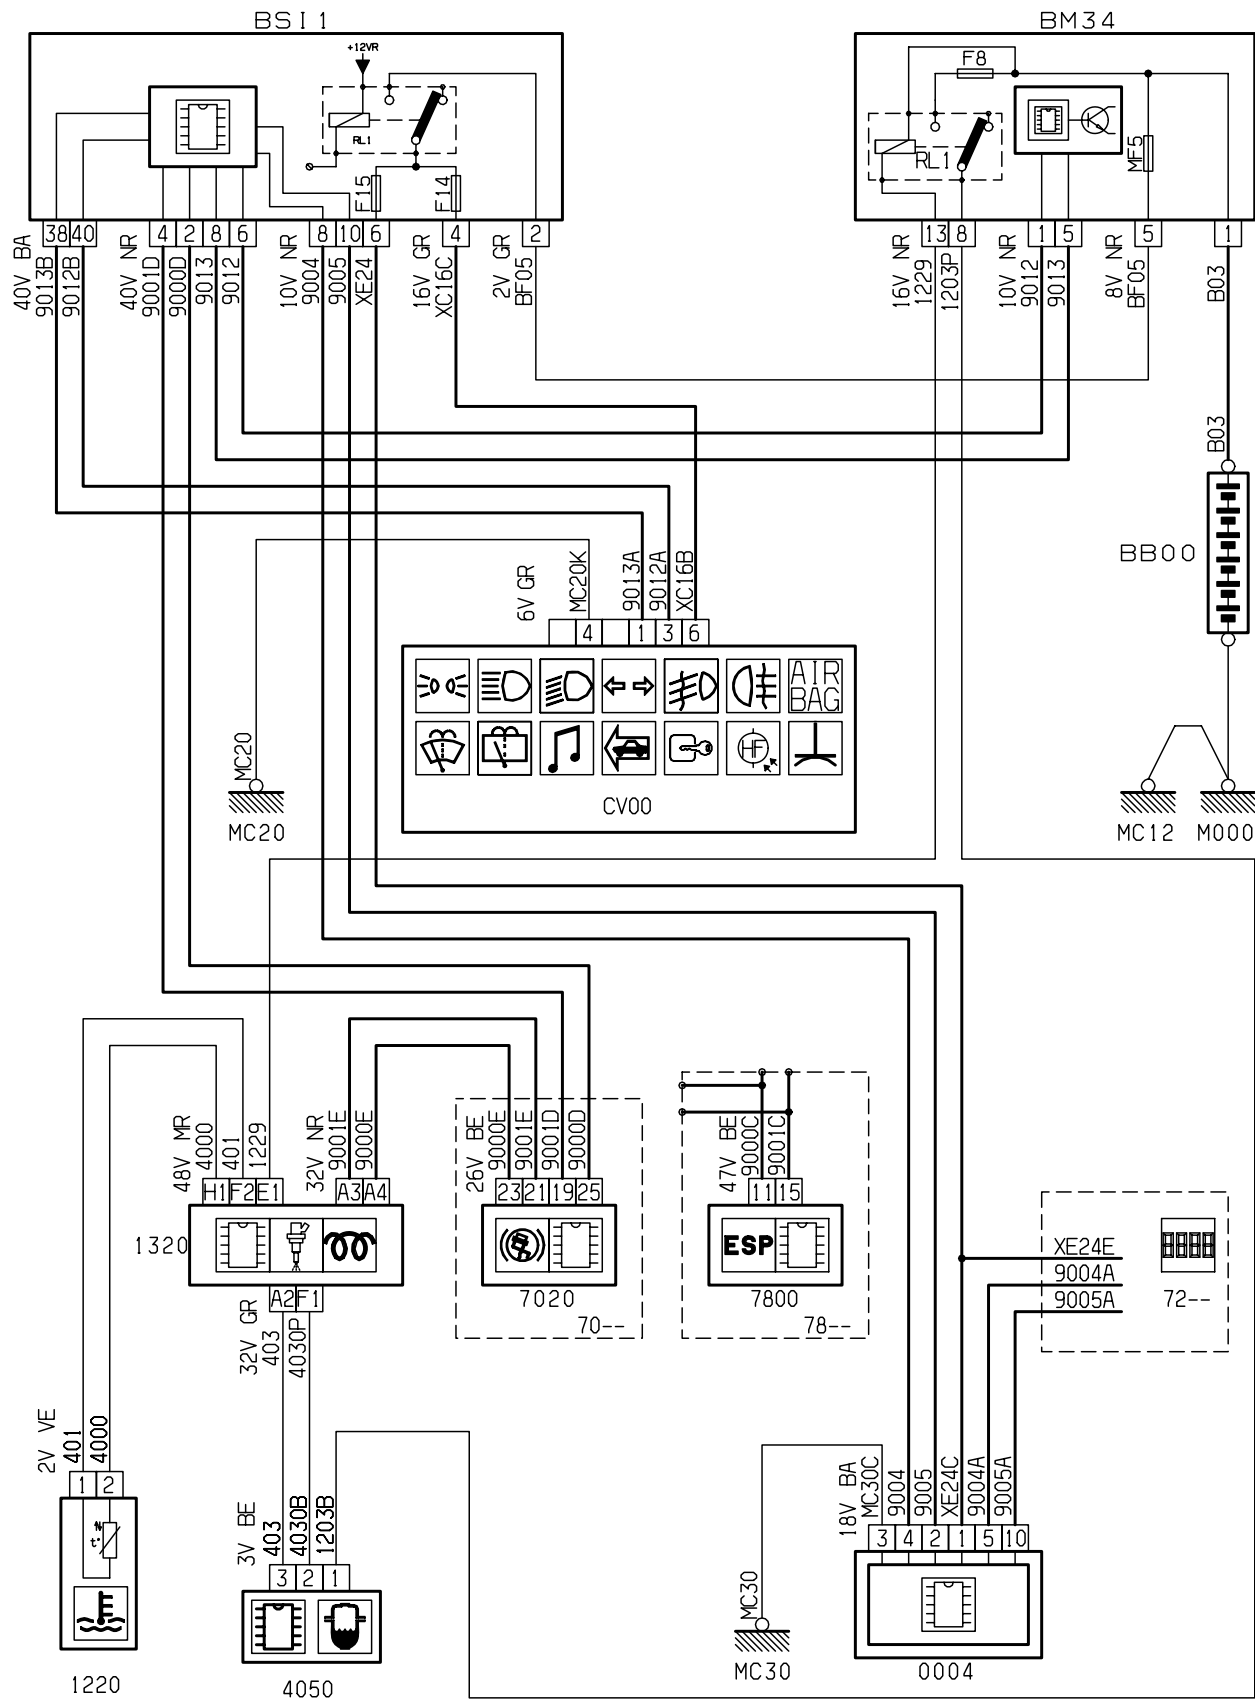 BSI1
BM34
+12VR
RL1
F15
F14
F8
RL1
MF5
38 40
4 2 8 6
8 10 6
4
2
13 8
1 5
5
1
40V BA
9013B
9012B
40V NR
9001D
9000D
9013
9012
10V NR
9004
9005
XE24
16V GR
XC16C
2V GR
BF05
16V NR
1229
1203P
10V NR
9012
9013
8V NR
BF05
B03
B03
BB00
6V GR
MC20K
9013A
9012A
XC16B
4 1 3 6
AIR
BAG
HF
CV00
MC20
MC20
MC12
M000
48V MR
4000
401
1229
32V NR
9001E
9000E
26V BE
9000E
9001E
9001D
9000D
47V BE
9000C
9001C
H1 F2 E1
A3 A4
23 21 19 25
11 15
1320
ESP
7020
70--
7800
78--
XE24E
9004A
9005A
72--
A2 F1
32V GR
403
4030P
2V VE
401
4000
1 2
t°
1220
3V BE
403
4030B
1203B
3 2 1
4050
MC30
MC30
18V BA
MC30C
9004
9005
XE24C
9004A
9005A
3 4 2 1 5 10
0004